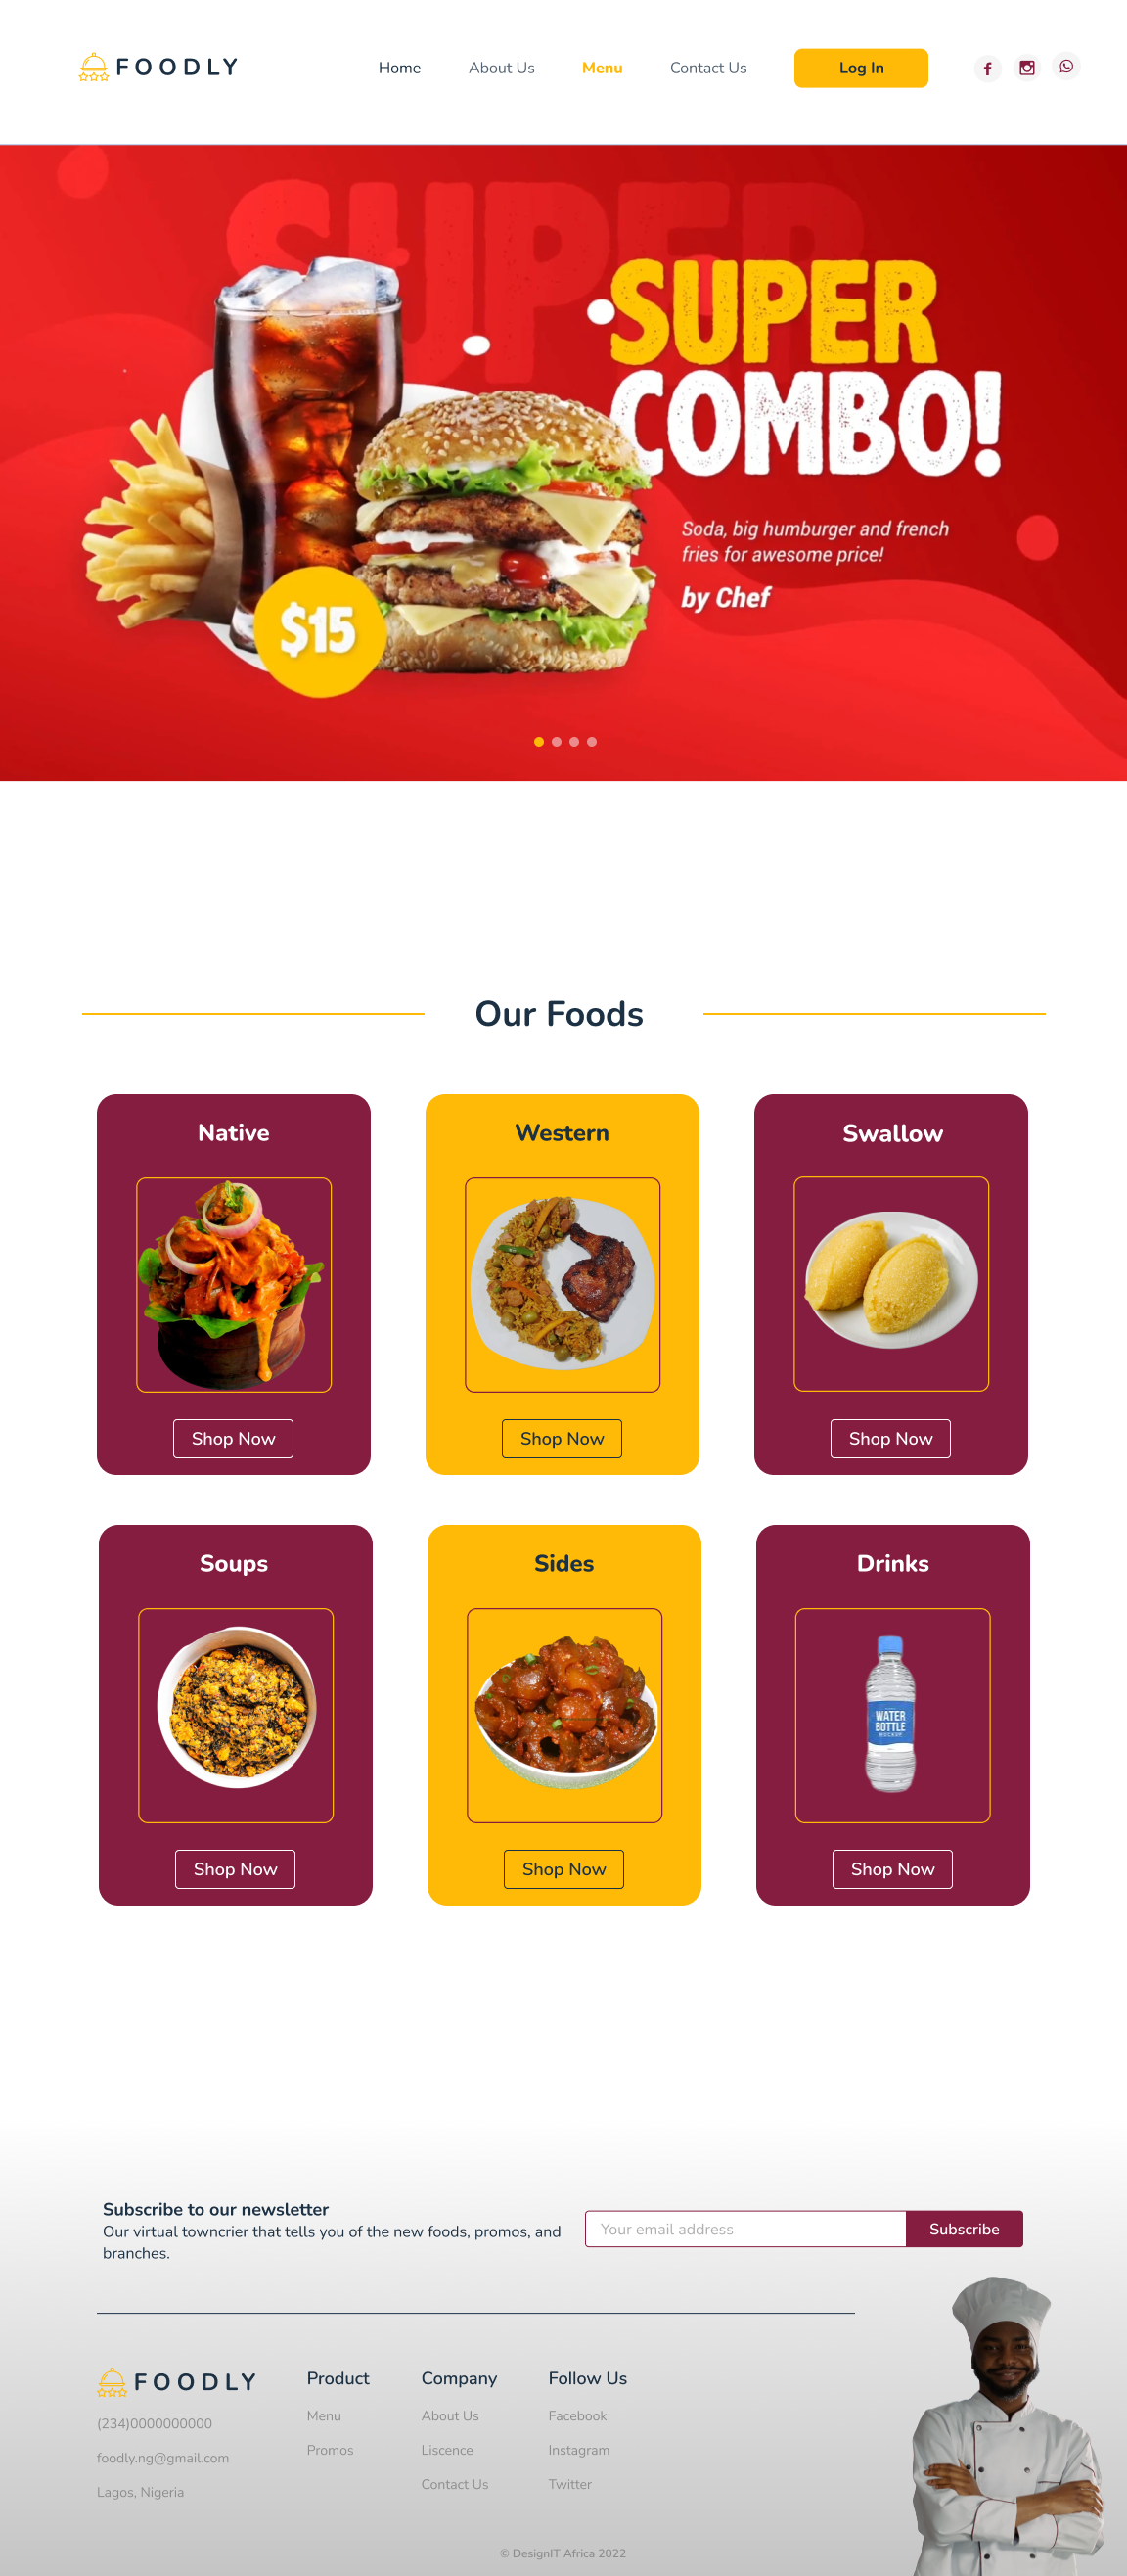 FOODLY
Home
About Us
Menu
Contact Us
Log In
SUPER
SUPER
COMBO!
Soda, big humburger and french
fries for awesome price!
by Chef
$15
Our Foods
Native
Western
Swallow
Shop Now
Shop Now
Shop Now
Soups
Sides
Drinks
WATER
BOTTLE
MOCKUP
Shop Now
Shop Now
Shop Now
Subscribe to our newsletter
Our virtual towncrier that tells you of the new foods, promos, and
branches.
Your email address
Subscribe
FOODLY
(234)0000000000
foodly.ng@gmail.com
Lagos, Nigeria
Product
Menu
Promos
Company
About Us
Liscence
Contact Us
Follow Us
Facebook
Instagram
Twitter
© DesignIT Africa 2022